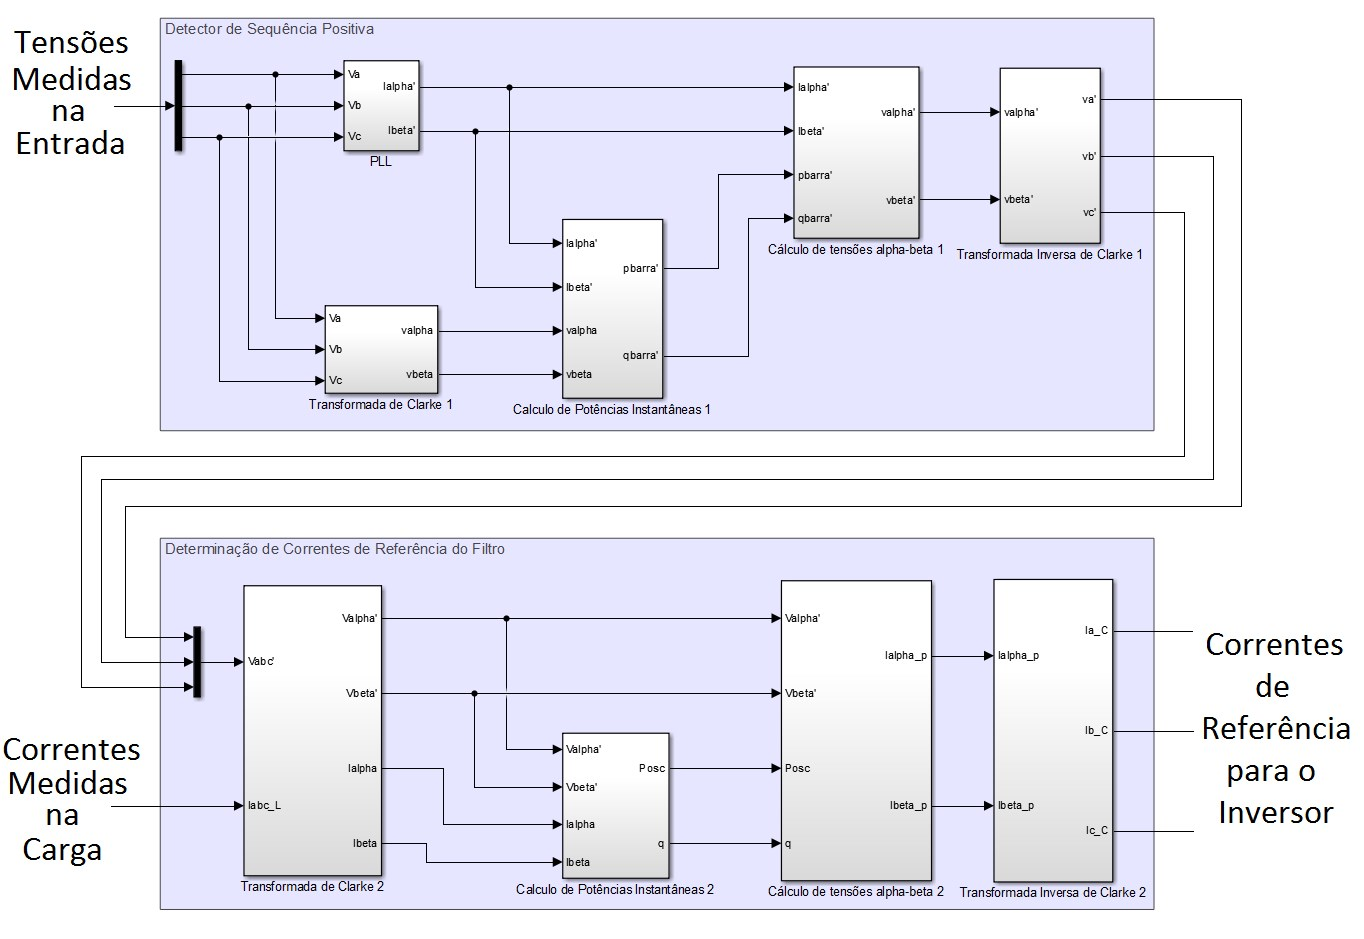 Detector de Sequência Positiva
Tensões
Medidas
na
Entrada
Va
Vb
Vc
Ialpha'
Ibeta'
PLL
Va
Vb
Vc
valpha
vbeta
Transformada de Clarke 1
Ialpha'
Ibeta'
valpha
vbeta
pbarra'
qbarra'
Calculo de Potências Instantâneas 1
Ialpha'
Ibeta'
pbarra'
qbarra'
valpha'
vbeta'
Cálculo de tensões alpha-beta 1
valpha'
vbeta'
va'
vb'
vc'
Transformada Inversa de Clarke 1
Determinação de Correntes de Referência do Filtro
Correntes
Medidas
na
Carga
Vabc'
Iabc_L
Valpha'
Vbeta'
Ialpha
Ibeta
Transformada de Clarke 2
Valpha'
Vbeta'
Ialpha
Ibeta
Posc
q
Calculo de Potências Instantâneas 2
Valpha'
Vbeta'
Posc
q
Ialpha_p
Ibeta_p
Cálculo de tensões alpha-beta 2
Ialpha_p
Ibeta_p
Ia_C
Ib_C
Ic_C
Transformada Inversa de Clarke 2
Correntes
de
Referência
para o
Inversor